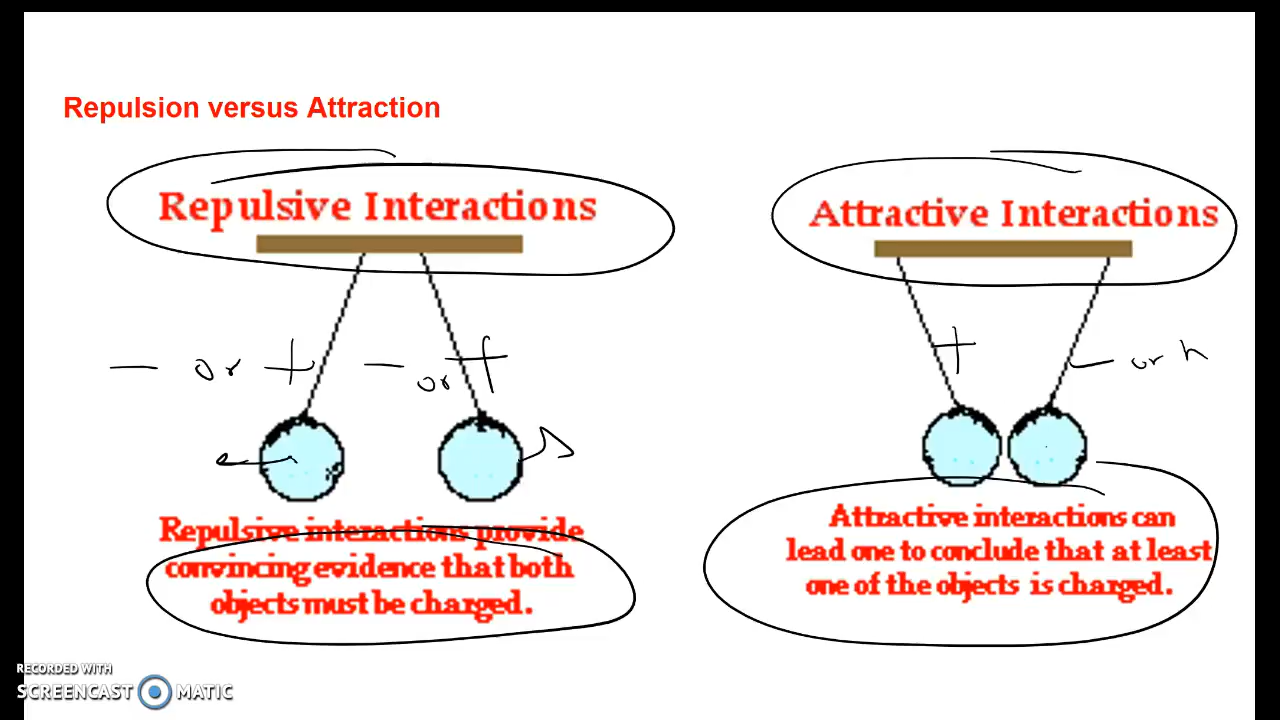 Repulsion versus Attraction
Repulsive Interactions
Attractive Interactions
− or + − or +
+ − or n
Repulsive interactions provide
convincing evidence that both
objects must be charged.
Attractive interactions can
lead one to conclude that at least
one of the objects is charged.
RECORDED WITH
SCREENCAST MATIC